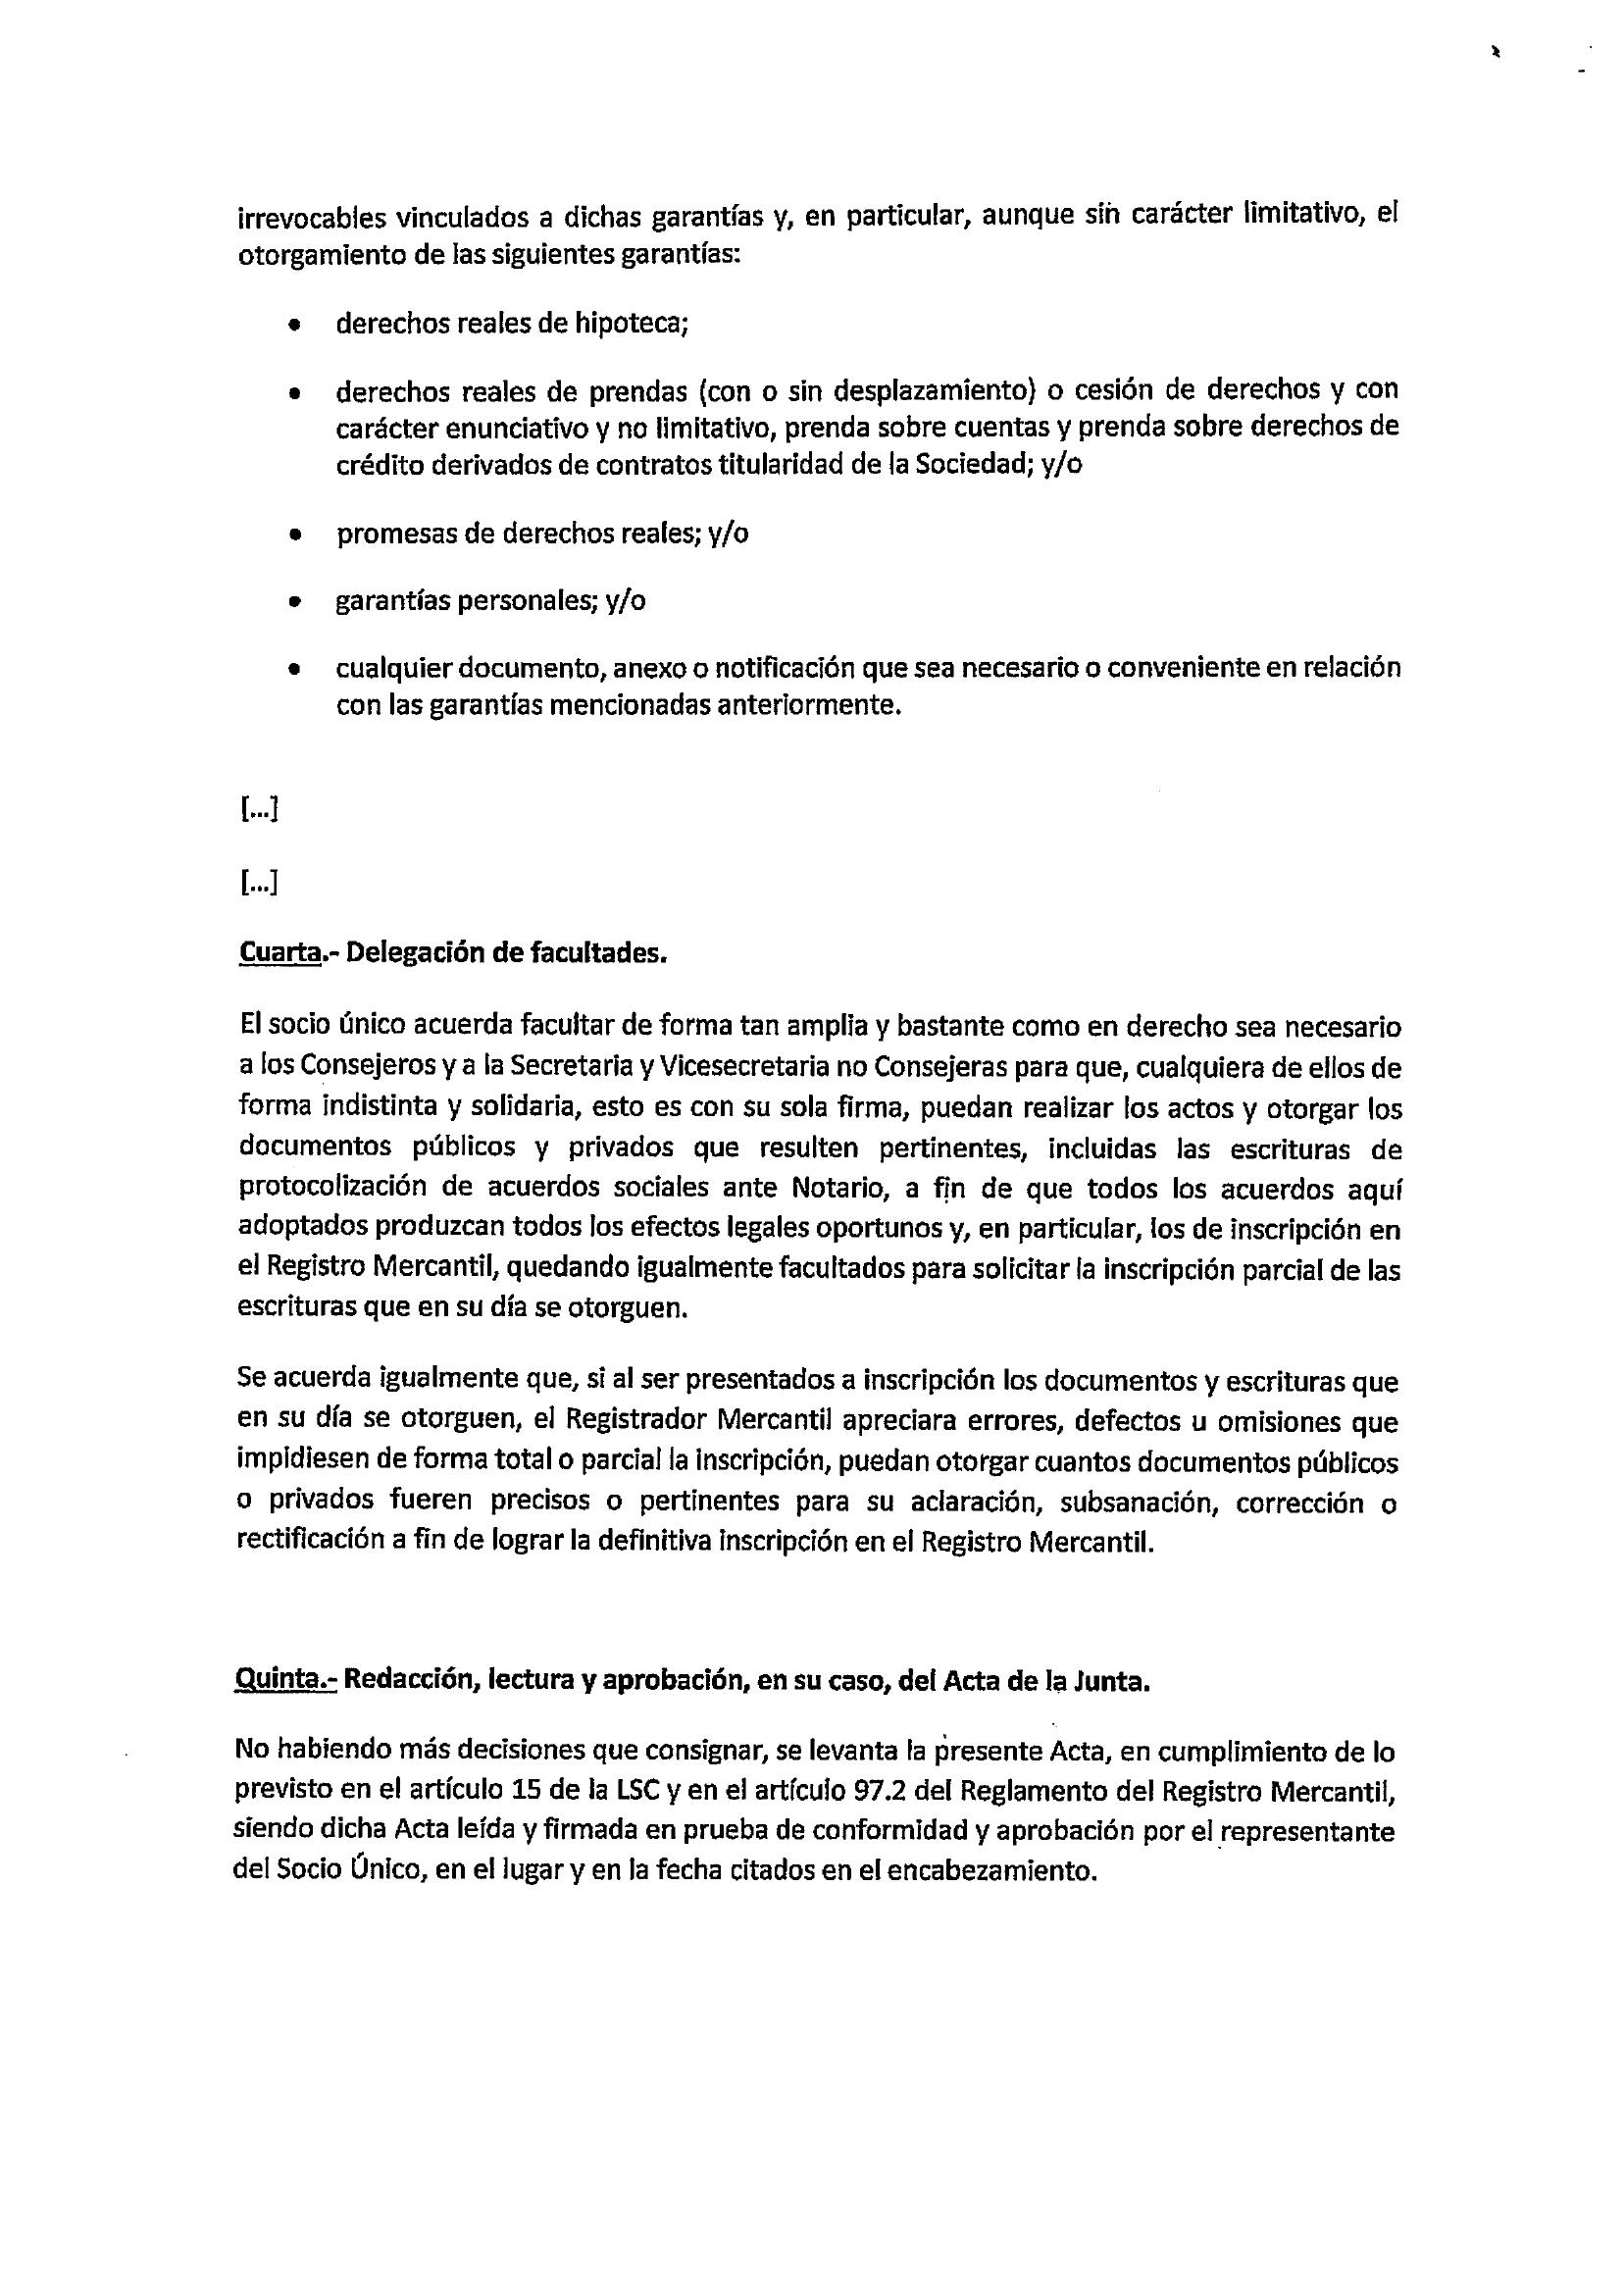 irrevocables vinculados a dichas garantías y, en particular, aunque sin carácter limitativo, el
otorgamiento de las siguientes garantías:
• derechos reales de hipoteca;
• derechos reales de prendas (con o sin desplazamiento) o cesión de derechos y con
carácter enunciativo y no limitativo, prenda sobre cuentas y prenda sobre derechos de
crédito derivados de contratos titularidad de la Sociedad; y/o
• promesas de derechos reales; y/o
• garantías personales; y/o
• cualquier documento, anexo o notificación que sea necesario o conveniente en relación
con las garantías mencionadas anteriormente.
[...]
[...]
Cuarta.- Delegación de facultades.
El socio único acuerda facultar de forma tan amplia y bastante como en derecho sea necesario
a los Consejeros y a la Secretaria y Vicesecretaria no Consejeras para que, cualquiera de ellos de
forma indistinta y solidaria, esto es con su sola firma, puedan realizar los actos y otorgar los
documentos públicos y privados que resulten pertinentes, incluidas las escrituras de
protocolización de acuerdos sociales ante Notario, a fin de que todos los acuerdos aquí
adoptados produzcan todos los efectos legales oportunos y, en particular, los de inscripción en
el Registro Mercantil, quedando igualmente facultados para solicitar la inscripción parcial de las
escrituras que en su día se otorguen.
Se acuerda igualmente que, si al ser presentados a inscripción los documentos y escrituras que
en su día se otorguen, el Registrador Mercantil apreciara errores, defectos u omisiones que
impidiesen de forma total o parcial la inscripción, puedan otorgar cuantos documentos públicos
o privados fueren precisos o pertinentes para su aclaración, subsanación, corrección o
rectificación a fin de lograr la definitiva inscripción en el Registro Mercantil.
Quinta.- Redacción, lectura y aprobación, en su caso, del Acta de la Junta.
No habiendo más decisiones que consignar, se levanta la presente Acta, en cumplimiento de lo
previsto en el artículo 15 de la LSC y en el artículo 97.2 del Reglamento del Registro Mercantil,
siendo dicha Acta leída y firmada en prueba de conformidad y aprobación por el representante
del Socio Único, en el lugar y en la fecha citados en el encabezamiento.